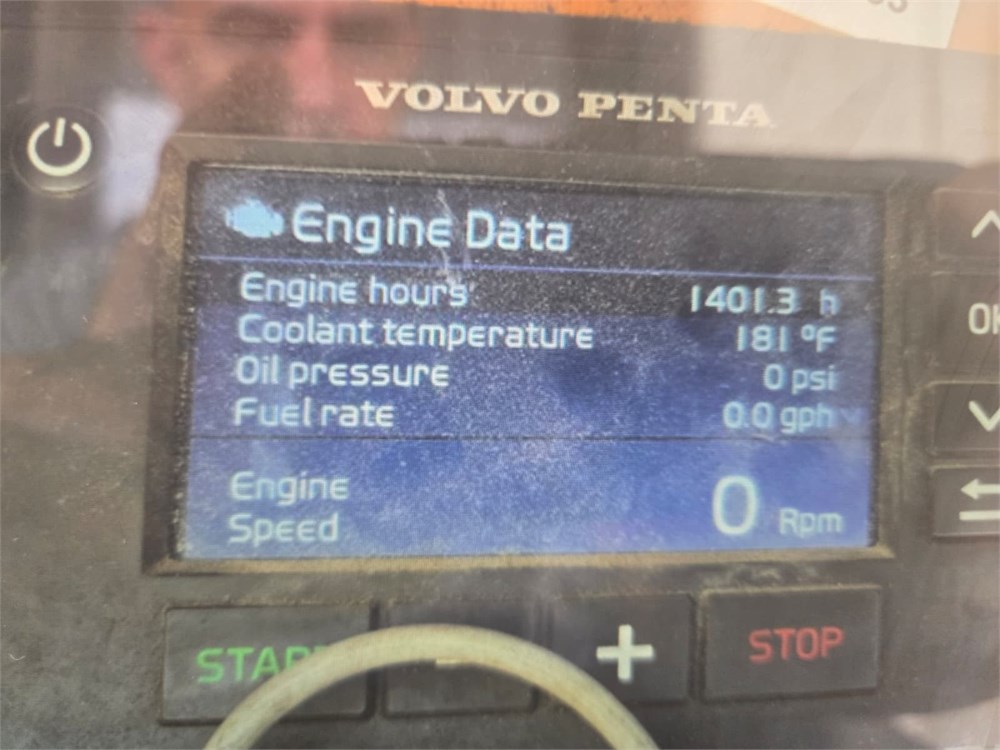 VOLVO PENTA
Engine Data
Engine hours 1401.3 h
Coolant temperature 181 °F
Oil pressure 0 psi
Fuel rate 0.0 gph
Engine
Speed 0 Rpm
STOP